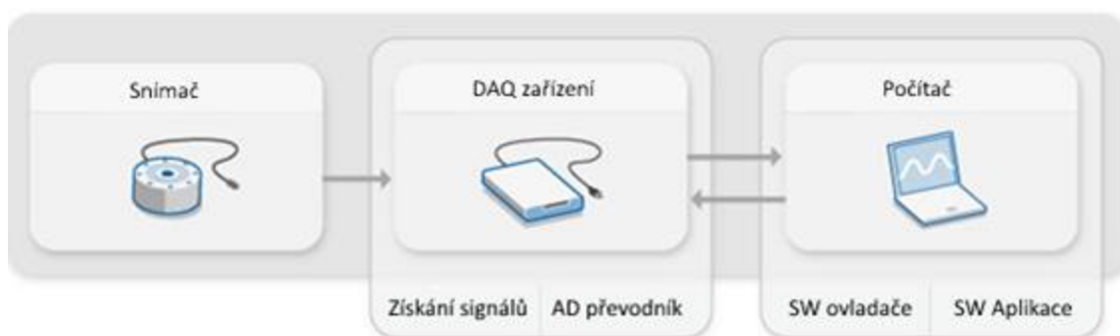 Snímač
DAQ zařízení
Počítač
Získání signálů
AD převodník
SW ovladače
SW Aplikace